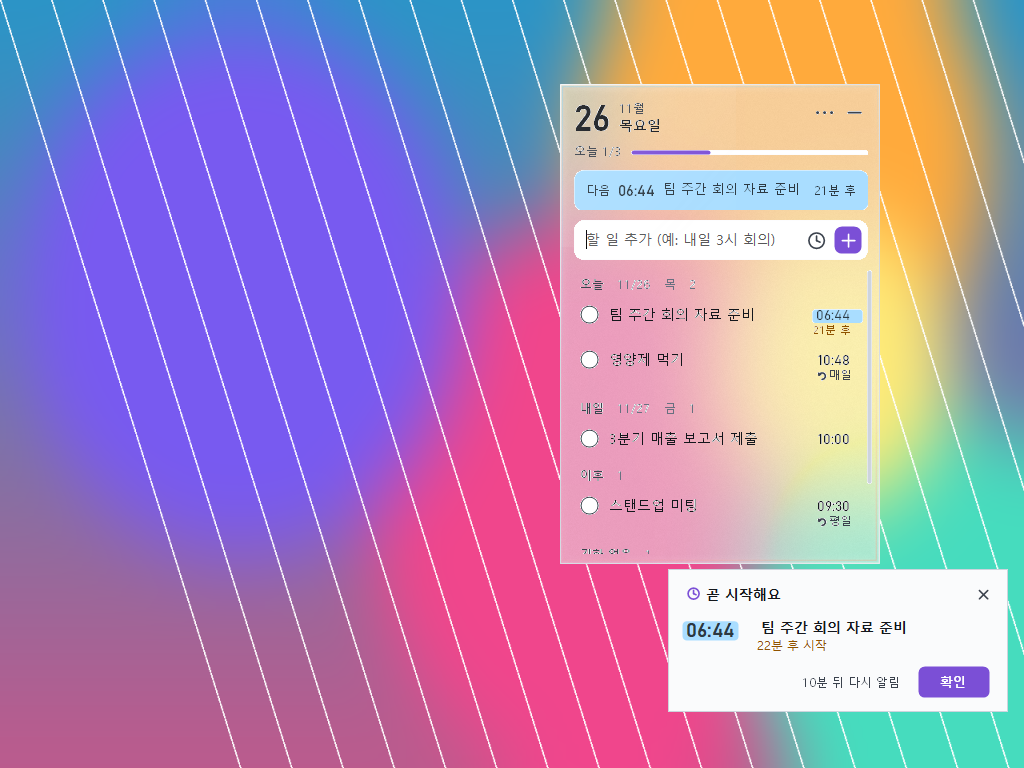 26
11월
목요일
오늘 1/3
다음 06:44 팀 주간 회의 자료 준비 21분 후
할 일 추가 (예: 내일 3시 회의)
오늘 11/26 목 2
팀 주간 회의 자료 준비 06:44
21분 후
영양제 먹기 10:48
매일
내일 11/27 금 1
3분기 매출 보고서 제출 10:00
이후 1
스탠드업 미팅 09:30
평일
곧 시작해요
06:44 팀 주간 회의 자료 준비
22분 후 시작
10분 뒤 다시 알림 확인